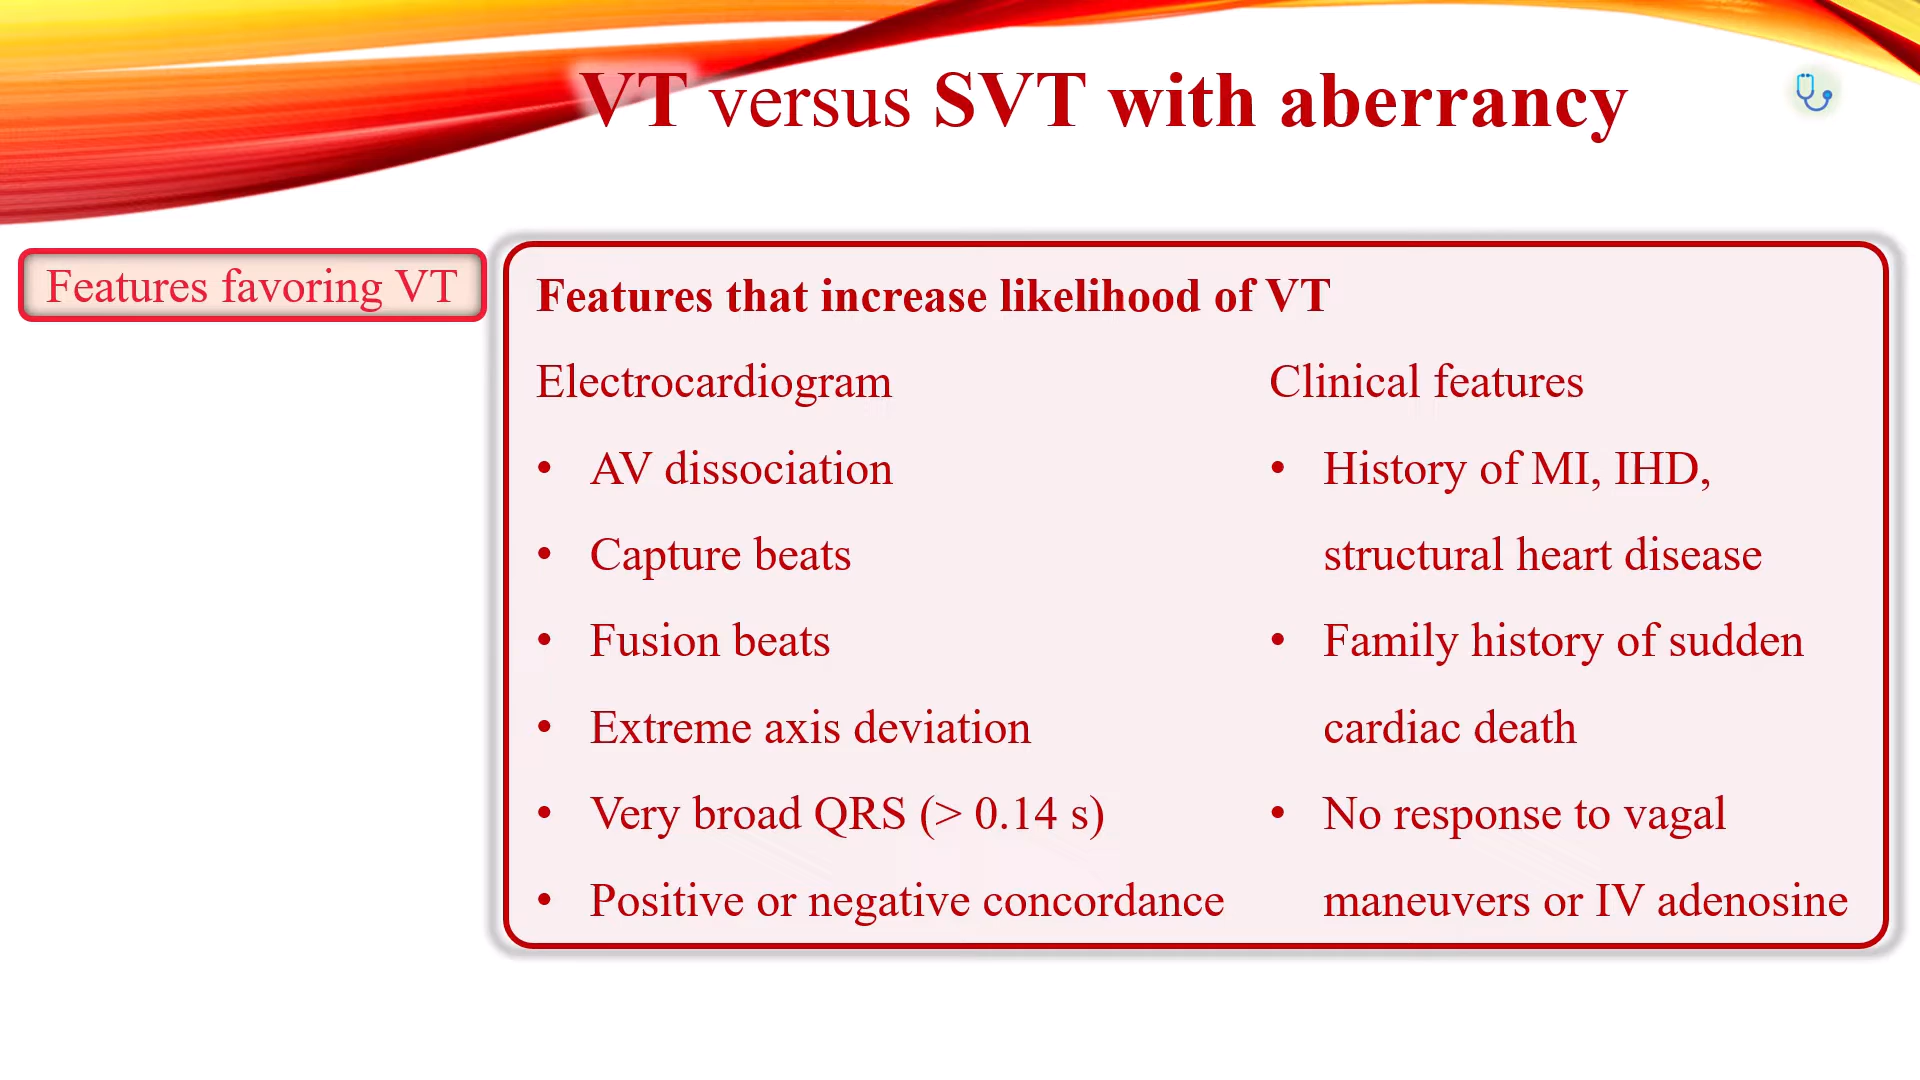 VT versus SVT with aberrancy
Features favoring VT
Features that increase likelihood of VT
Electrocardiogram
• AV dissociation
• Capture beats
• Fusion beats
• Extreme axis deviation
• Very broad QRS (> 0.14 s)
• Positive or negative concordance
Clinical features
• History of MI, IHD,
structural heart disease
• Family history of sudden
cardiac death
• No response to vagal
maneuvers or IV adenosine